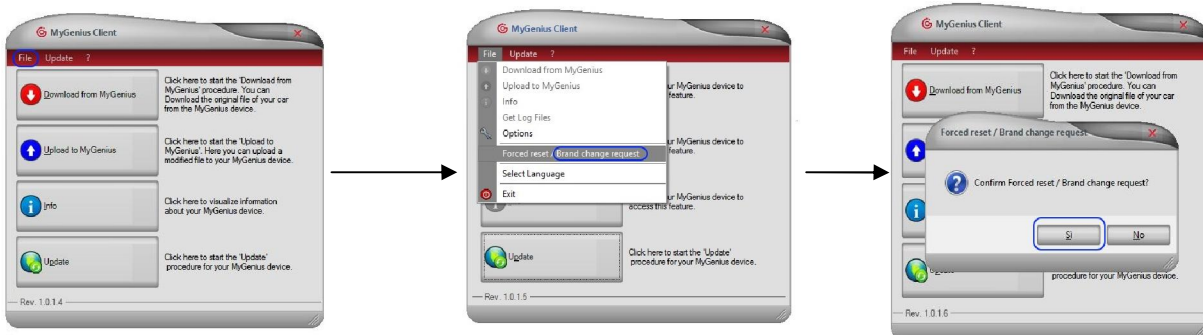 MyGenius Client
File Update ?
Download from MyGenius
Click here to start the 'Download from
MyGenius' procedure. You can
Download the original file of your car
from the MyGenius device.
Upload to MyGenius
Click here to start the 'Upload to
MyGenius'. Here you can upload a
modified file to your MyGenius device.
Info
Click here to visualize information
about your MyGenius device.
Update
Click here to start the 'Update'
procedure for your MyGenius device.
Rev. 1.0.1.4
MyGenius Client
File Update ?
Download from MyGenius
Upload to MyGenius
Info
Get Log Files
Options
Forced reset / Brand change request
Select Language
Exit
ur MyGenius device to
feature.
ur MyGenius device to
feature.
ur MyGenius device to
access this feature.
Update
Click here to start the 'Update'
procedure for your MyGenius device.
Rev. 1.0.1.5
MyGenius Client
File Update ?
Download from MyGenius
Click here to start the 'Download from
MyGenius' procedure. You can
Download the original file of your car
from the MyGenius device.
Forced reset / Brand change request
Confirm Forced reset / Brand change request?
Si
No
procedure for your MyGenius device.
Rev. 1.0.1.6